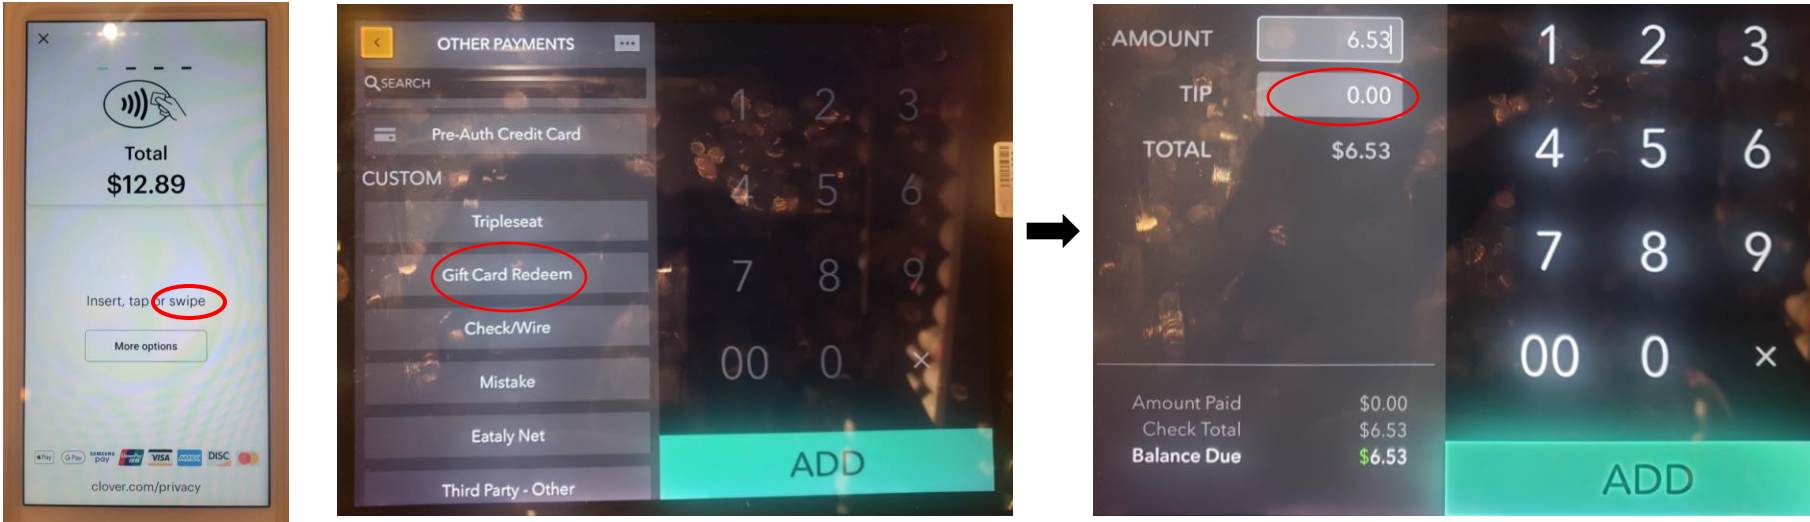 ×
Total
$12.89
Insert, tap or swipe
More options
Pay
G Pay
SAMSUNG pay
UnionPay
VISA
AMEX
DISC
clover.com/privacy
<
OTHER PAYMENTS
...
SEARCH
Pre-Auth Credit Card
CUSTOM
Tripleseat
Gift Card Redeem
Check/Wire
Mistake
Eataly Net
Third Party - Other
1 2 3
4 5 6
7 8 9
00 0 ×
ADD
AMOUNT 6.53
TIP 0.00
TOTAL $6.53
Amount Paid $0.00
Check Total $6.53
Balance Due $6.53
1 2 3
4 5 6
7 8 9
00 0 ×
ADD